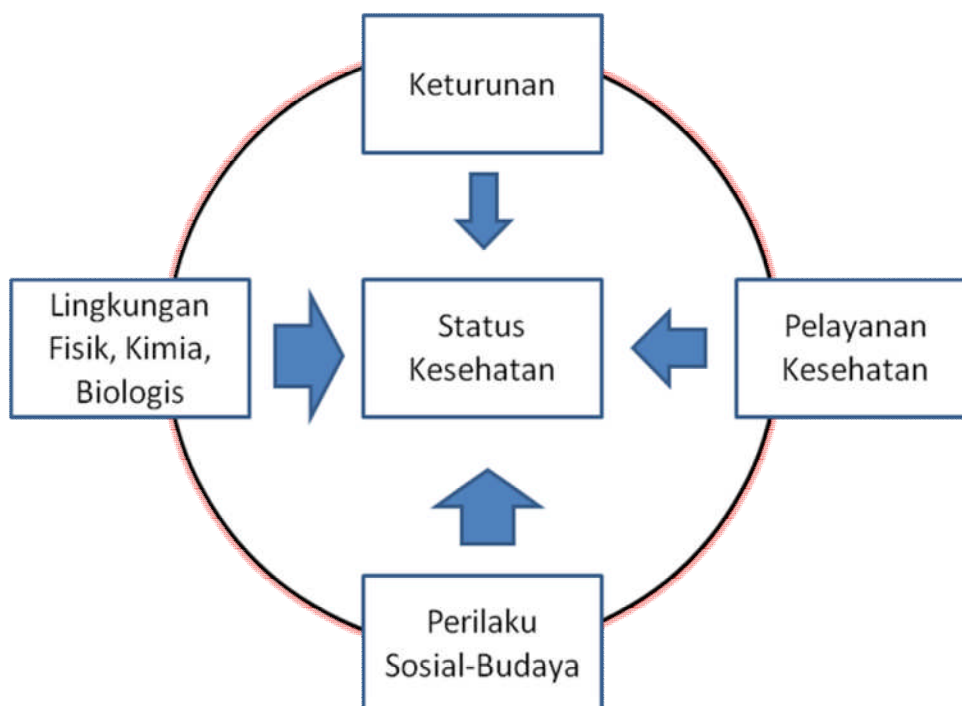 Keturunan
Lingkungan
Fisik, Kimia,
Biologis
Status
Kesehatan
Pelayanan
Kesehatan
Perilaku
Sosial-Budaya